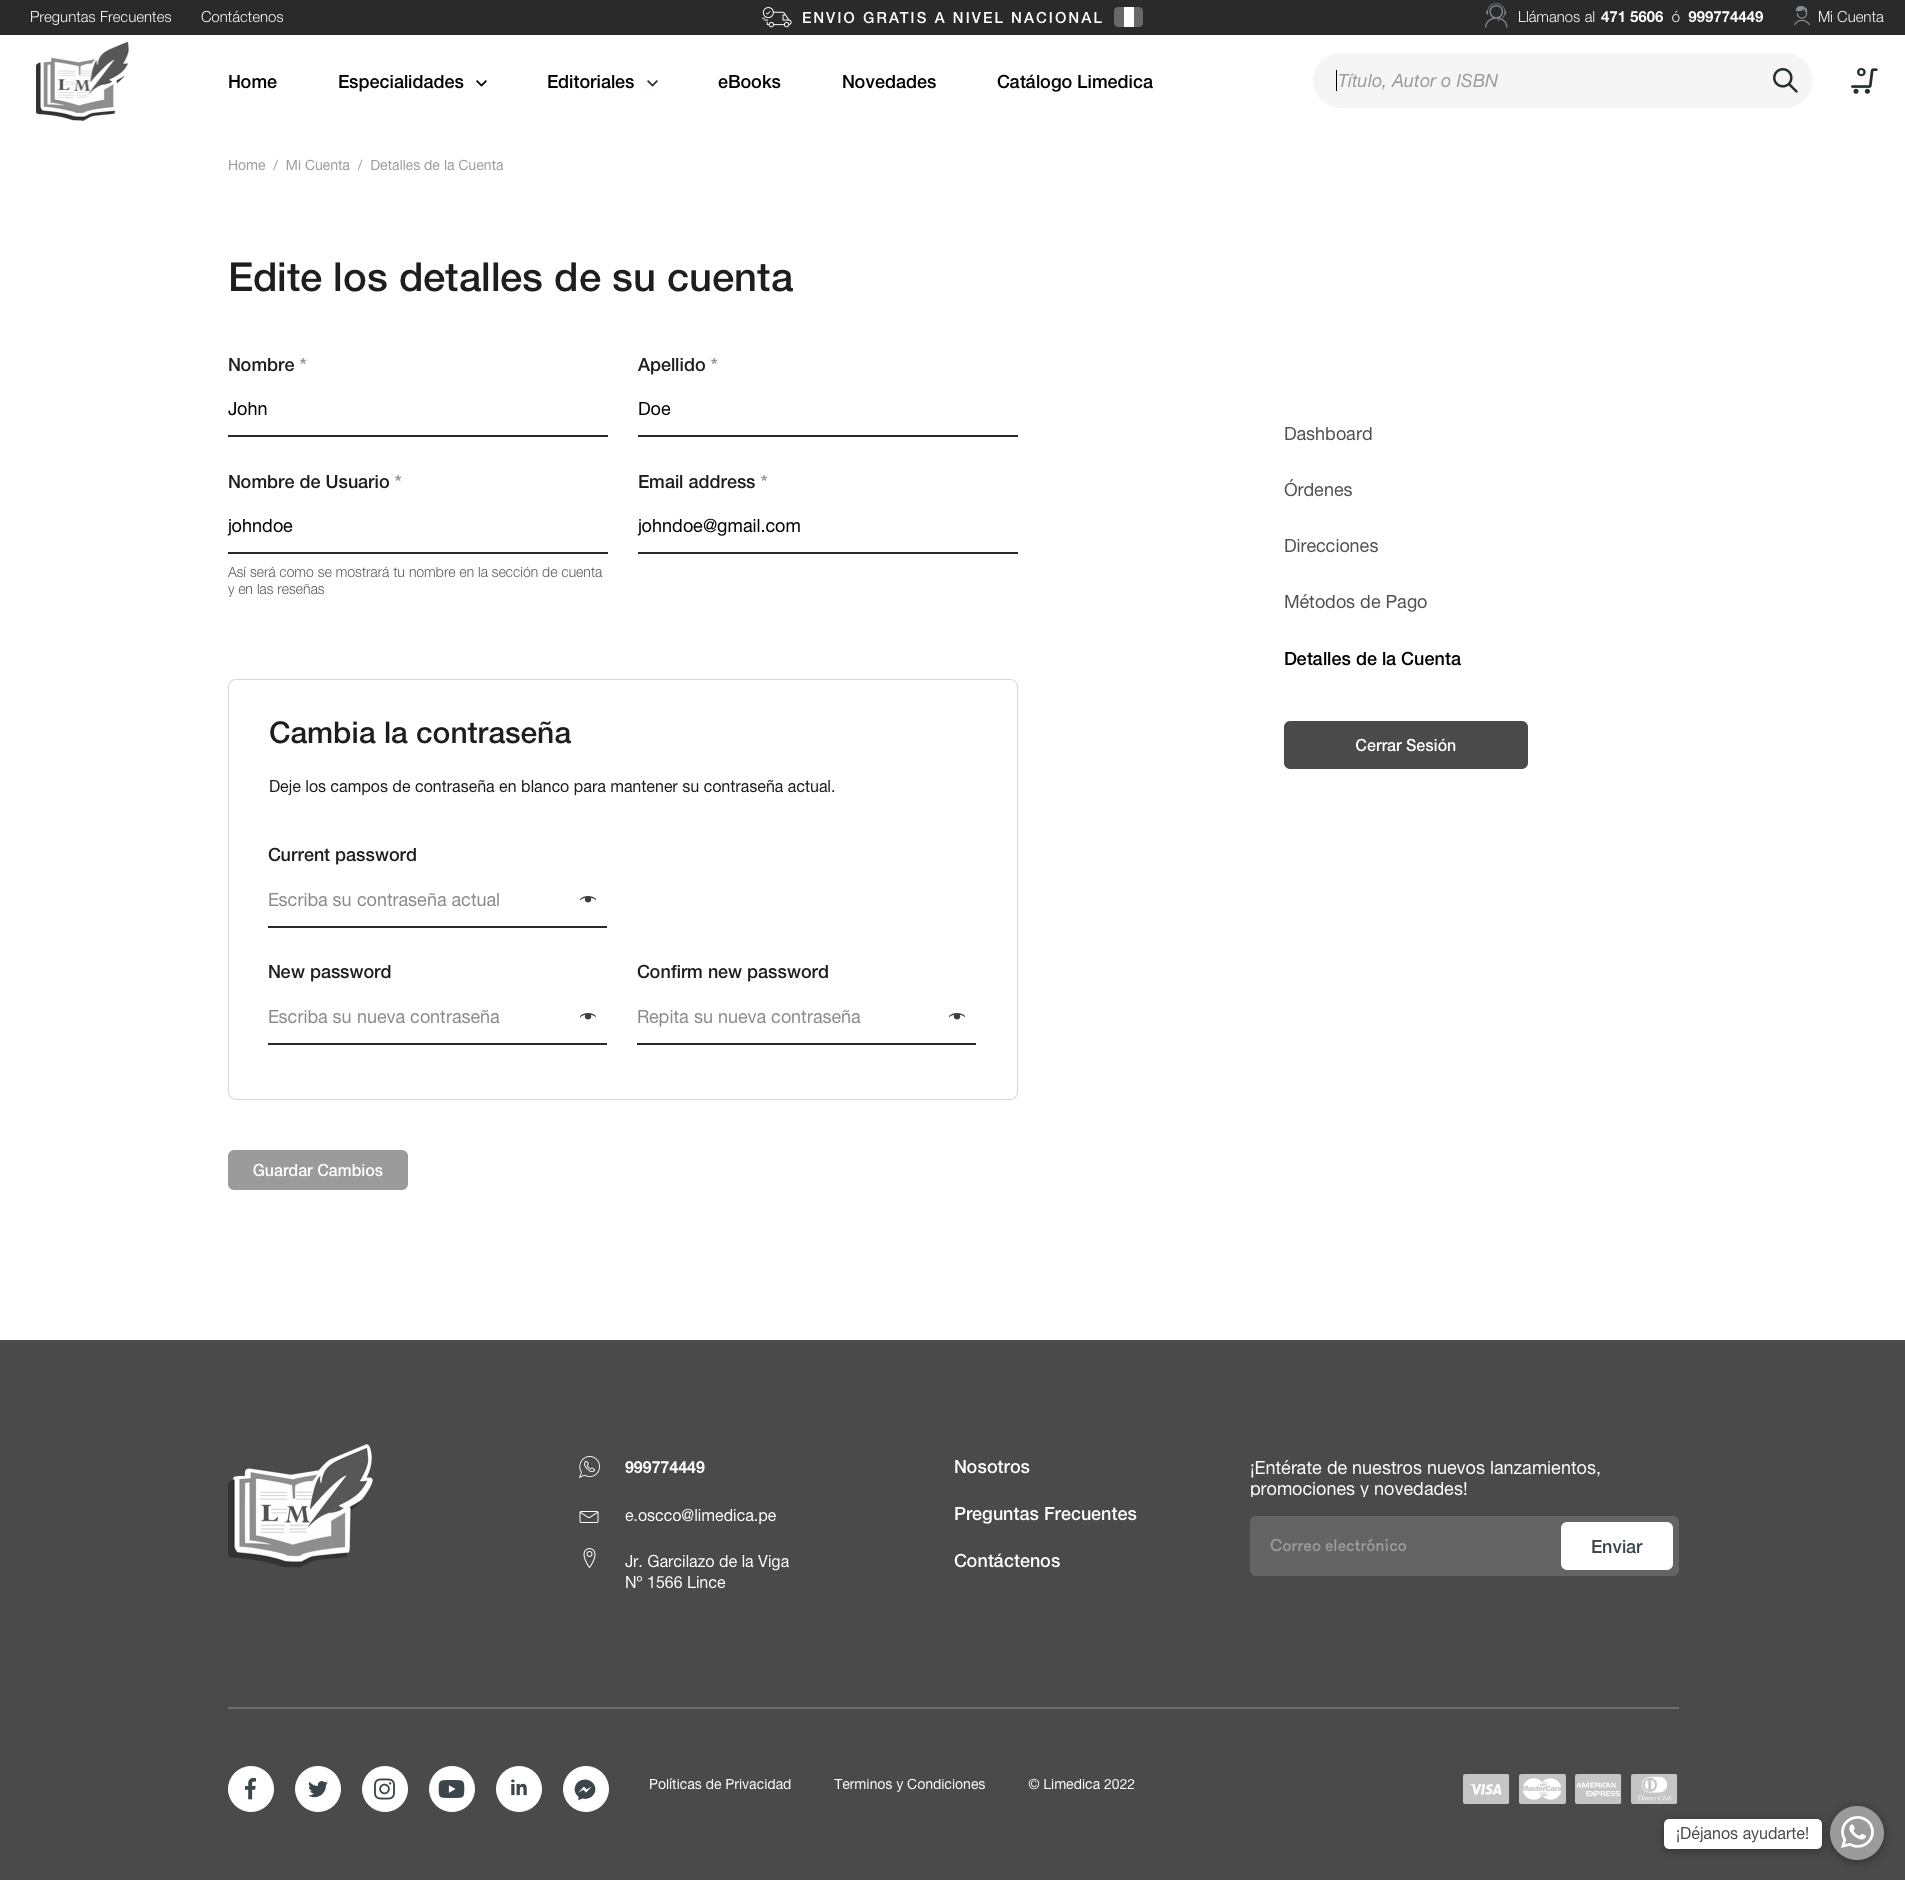 Preguntas Frecuentes
Contáctenos
ENVIO GRATIS A NIVEL NACIONAL
Llámanos al 471 5606 ó 999774449
Mi Cuenta
LM
Home
Especialidades
Editoriales
eBooks
Novedades
Catálogo Limedica
Título, Autor o ISBN
Home / Mi Cuenta / Detalles de la Cuenta
Edite los detalles de su cuenta
Nombre *
John
Apellido *
Doe
Nombre de Usuario *
johndoe
Así será como se mostrará tu nombre en la sección de cuenta
y en las reseñas
Email address *
johndoe@gmail.com
Dashboard
Órdenes
Direcciones
Métodos de Pago
Detalles de la Cuenta
Cerrar Sesión
Cambia la contraseña
Deje los campos de contraseña en blanco para mantener su contraseña actual.
Current password
Escriba su contraseña actual
New password
Escriba su nueva contraseña
Confirm new password
Repita su nueva contraseña
Guardar Cambios
LM
999774449
e.oscco@limedica.pe
Jr. Garcilazo de la Viga
Nº 1566 Lince
Nosotros
Preguntas Frecuentes
Contáctenos
¡Entérate de nuestros nuevos lanzamientos,
promociones y novedades!
Correo electrónico
Enviar
Políticas de Privacidad
Terminos y Condiciones
© Limedica 2022
VISA
MasterCard
AMERICAN
EXPRESS
Diners Club
¡Déjanos ayudarte!